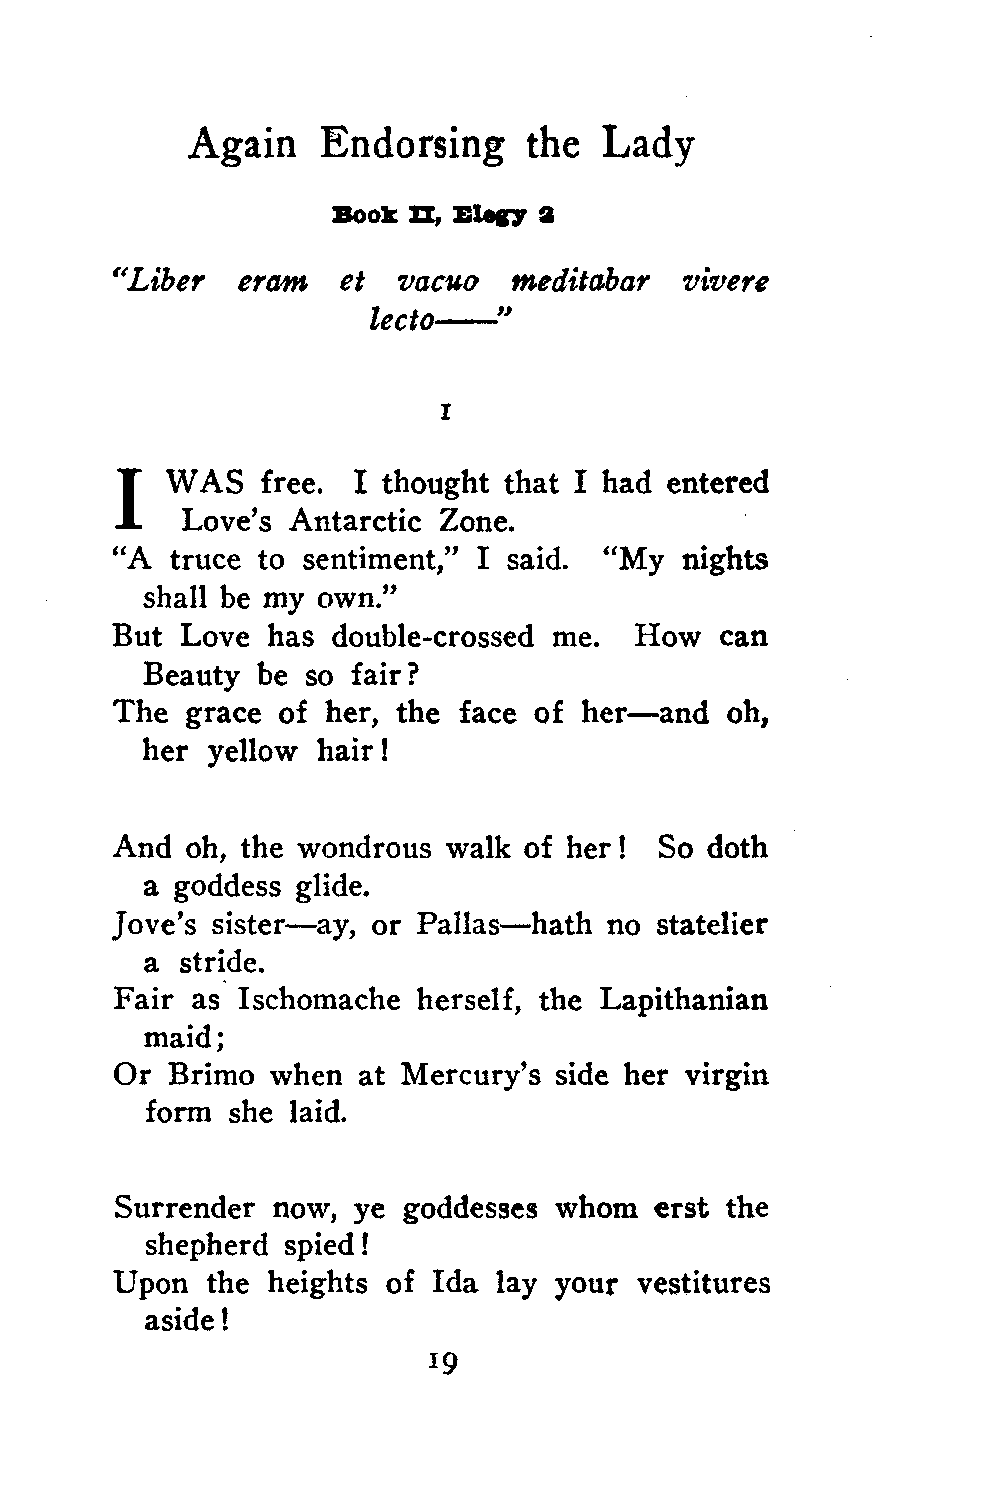 Again Endorsing the Lady
Book II, Elegy 2
"Liber eram et vacuo meditabar vivere
lecto——"
I
I WAS free. I thought that I had entered
Love's Antarctic Zone.
"A truce to sentiment," I said. "My nights
shall be my own."
But Love has double-crossed me. How can
Beauty be so fair?
The grace of her, the face of her—and oh,
her yellow hair!
And oh, the wondrous walk of her! So doth
a goddess glide.
Jove's sister—ay, or Pallas—hath no statelier
a stride.
Fair as Ischomache herself, the Lapithanian
maid;
Or Brimo when at Mercury's side her virgin
form she laid.
Surrender now, ye goddesses whom erst the
shepherd spied!
Upon the heights of Ida lay your vestitures
aside!
19